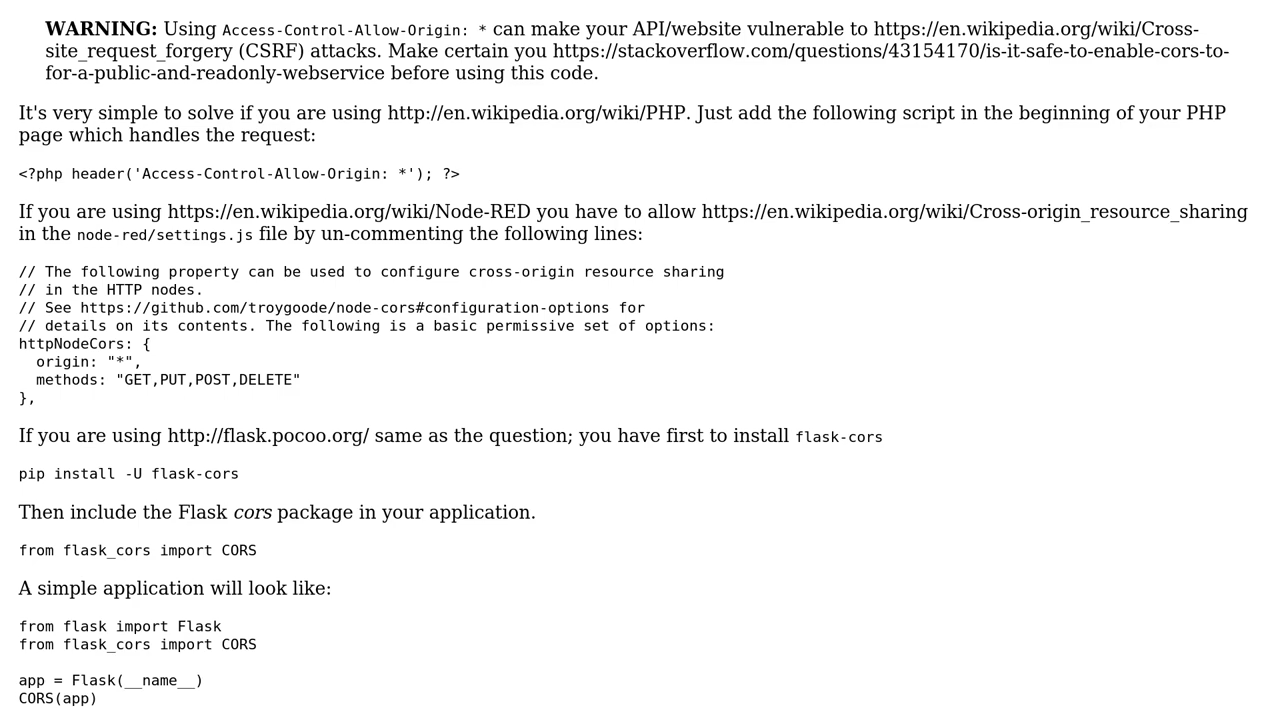 WARNING: Using Access-Control-Allow-Origin: * can make your API/website vulnerable to https://en.wikipedia.org/wiki/Cross-
site_request_forgery (CSRF) attacks. Make certain you https://stackoverflow.com/questions/43154170/is-it-safe-to-enable-cors-to-
for-a-public-and-readonly-webservice before using this code.
It's very simple to solve if you are using http://en.wikipedia.org/wiki/PHP. Just add the following script in the beginning of your PHP
page which handles the request:
<?php header('Access-Control-Allow-Origin: *'); ?>
If you are using https://en.wikipedia.org/wiki/Node-RED you have to allow https://en.wikipedia.org/wiki/Cross-origin_resource_sharing
in the node-red/settings.js file by un-commenting the following lines:
// The following property can be used to configure cross-origin resource sharing
// in the HTTP nodes.
// See https://github.com/troygoode/node-cors#configuration-options for
// details on its contents. The following is a basic permissive set of options:
httpNodeCors: {
  origin: "*",
  methods: "GET,PUT,POST,DELETE"
},
If you are using http://flask.pocoo.org/ same as the question; you have first to install flask-cors
pip install -U flask-cors
Then include the Flask cors package in your application.
from flask_cors import CORS
A simple application will look like:
from flask import Flask
from flask_cors import CORS
app = Flask(__name__)
CORS(app)